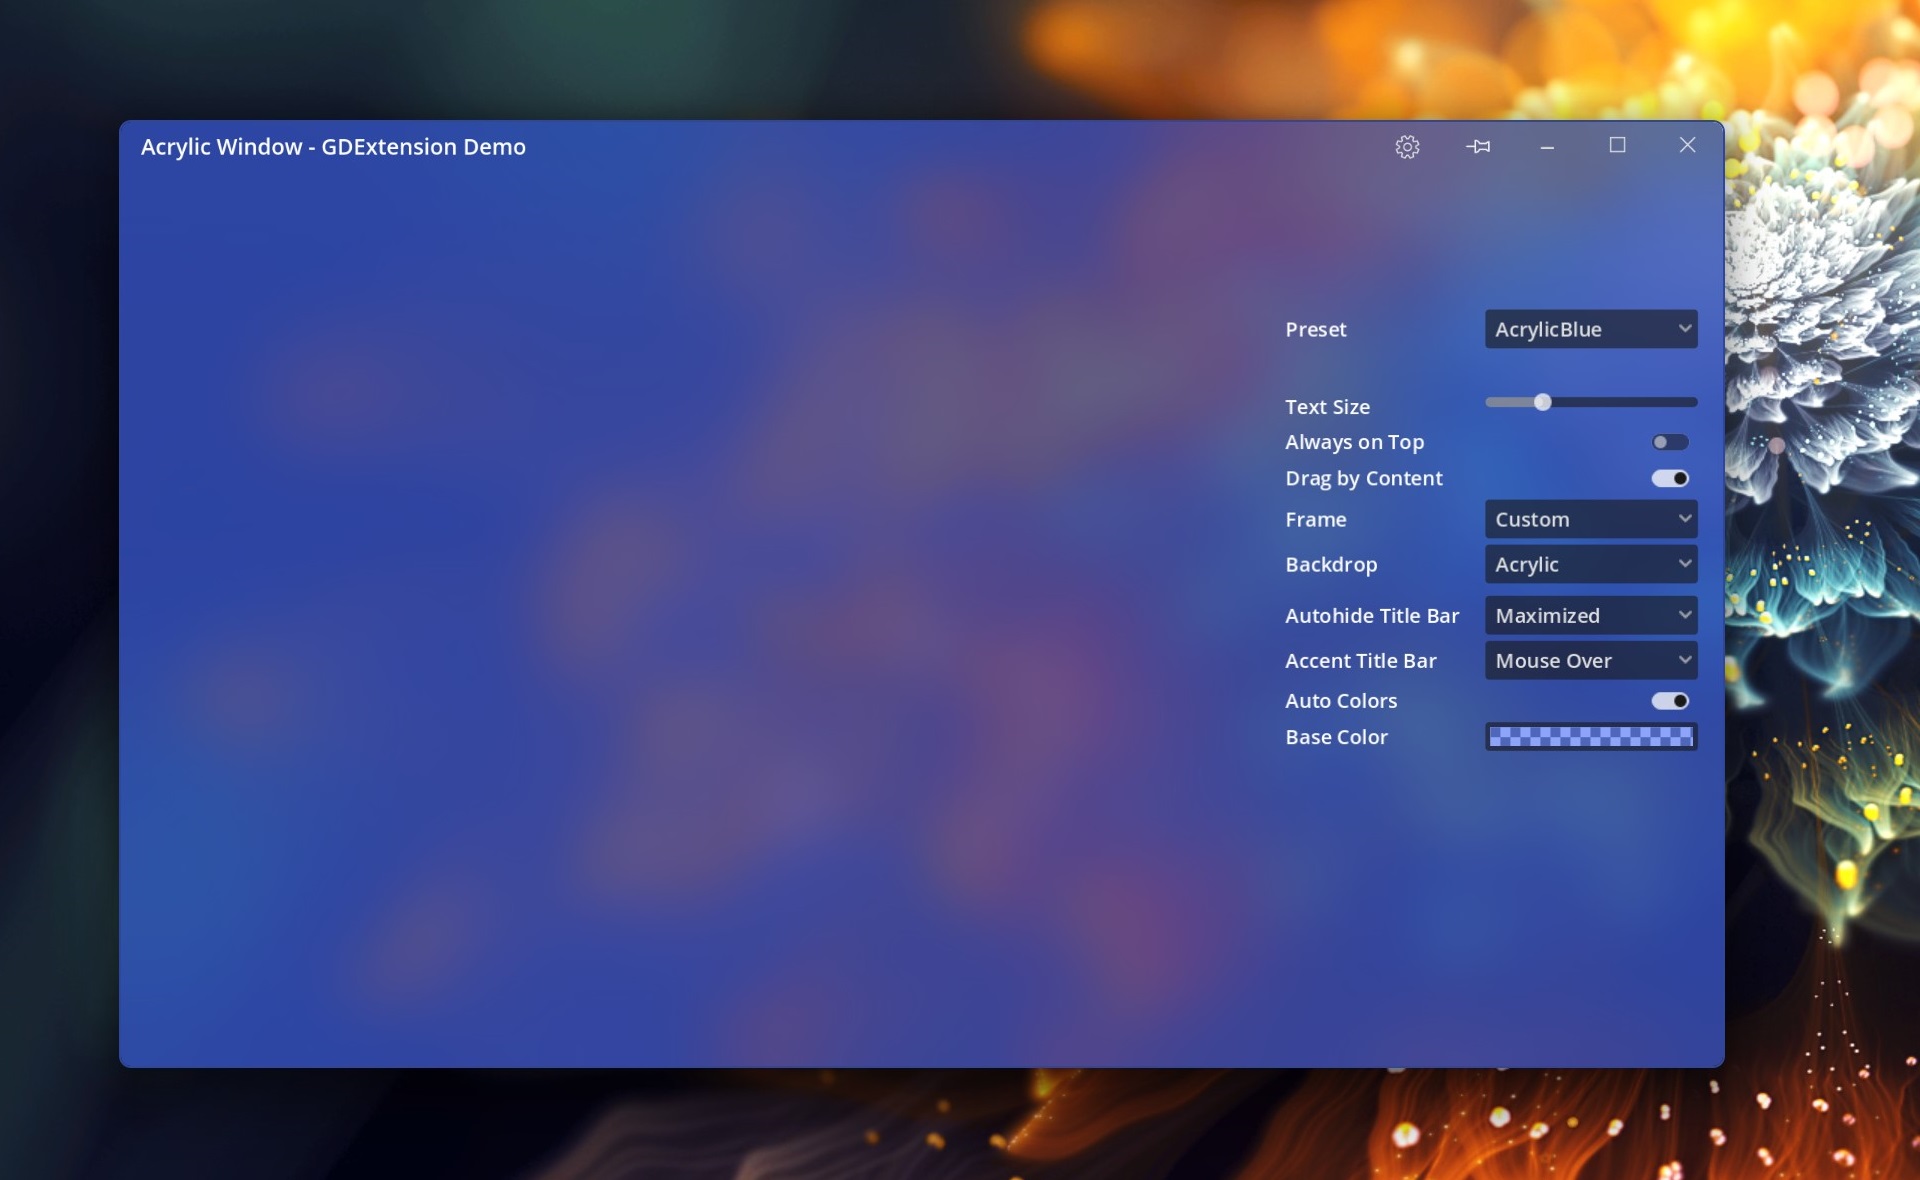 Acrylic Window - GDExtension Demo
Preset AcrylicBlue
Text Size
Always on Top
Drag by Content
Frame Custom
Backdrop Acrylic
Autohide Title Bar Maximized
Accent Title Bar Mouse Over
Auto Colors
Base Color